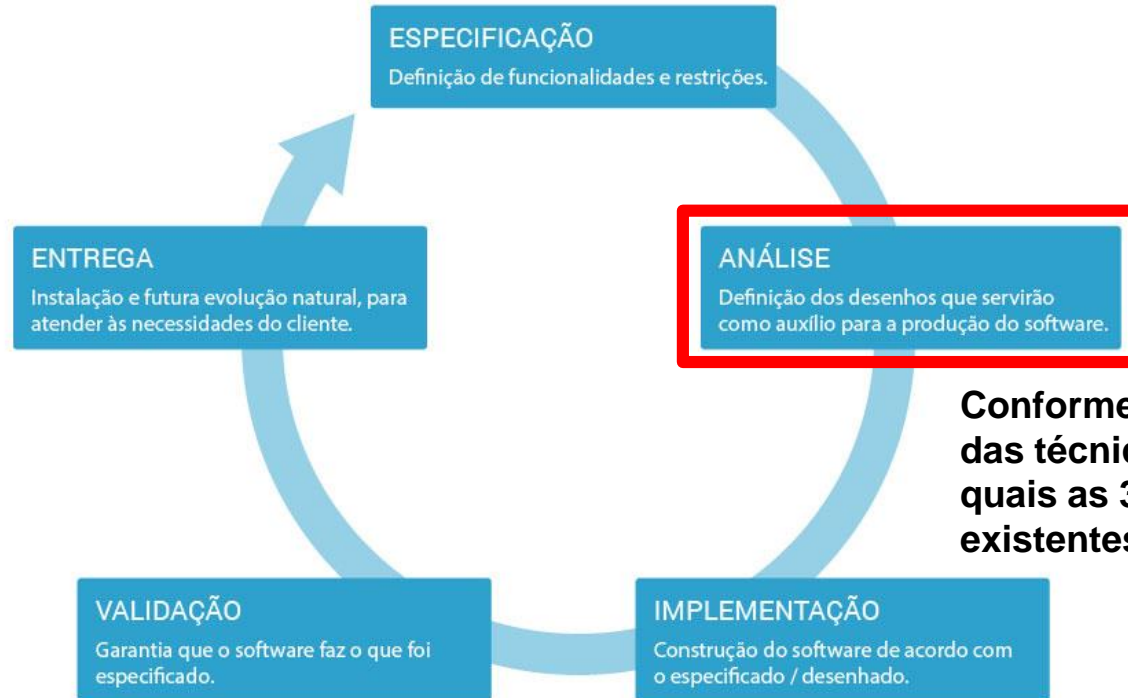 ESPECIFICAÇÃO
Definição de funcionalidades e restrições.
ENTREGA
Instalação e futura evolução natural, para
atender às necessidades do cliente.
ANÁLISE
Definição dos desenhos que servirão
como auxílio para a produção do software.
Conforme
das técnic
quais as 3
existentes
VALIDAÇÃO
Garantia que o software faz o que foi
especificado.
IMPLEMENTAÇÃO
Construção do software de acordo com
o especificado / desenhado.